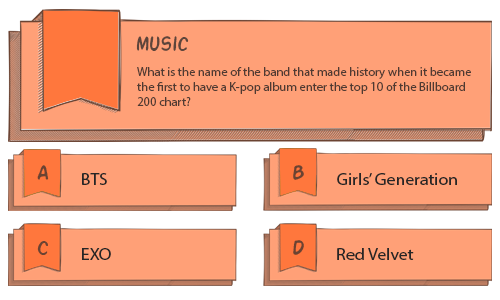 MUSIC
What is the name of the band that made history when it became
the first to have a K-pop album enter the top 10 of the Billboard
200 chart?
A BTS
B Girls' Generation
C EXO
D Red Velvet